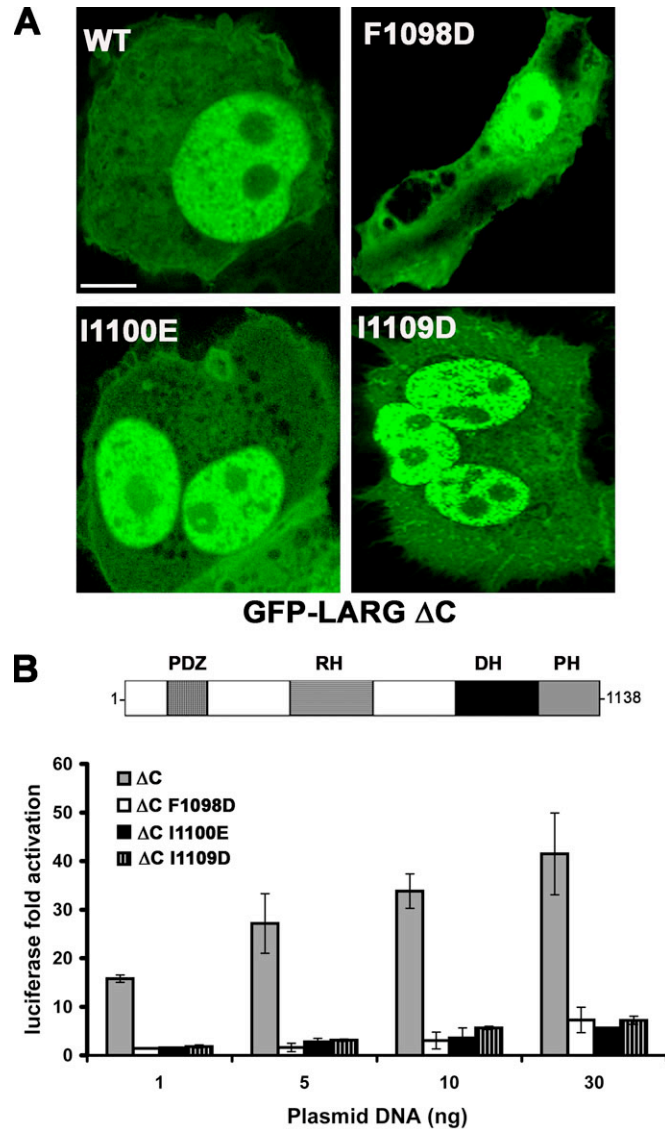 A
WT
F1098D
I1100E
I1109D
GFP-LARG ΔC
B
PDZ RH DH PH
1 1138
60
50
40
30
20
10
0
luciferase fold activation
ΔC
ΔC F1098D
ΔC I1100E
ΔC I1109D
1 5 10 30
Plasmid DNA (ng)